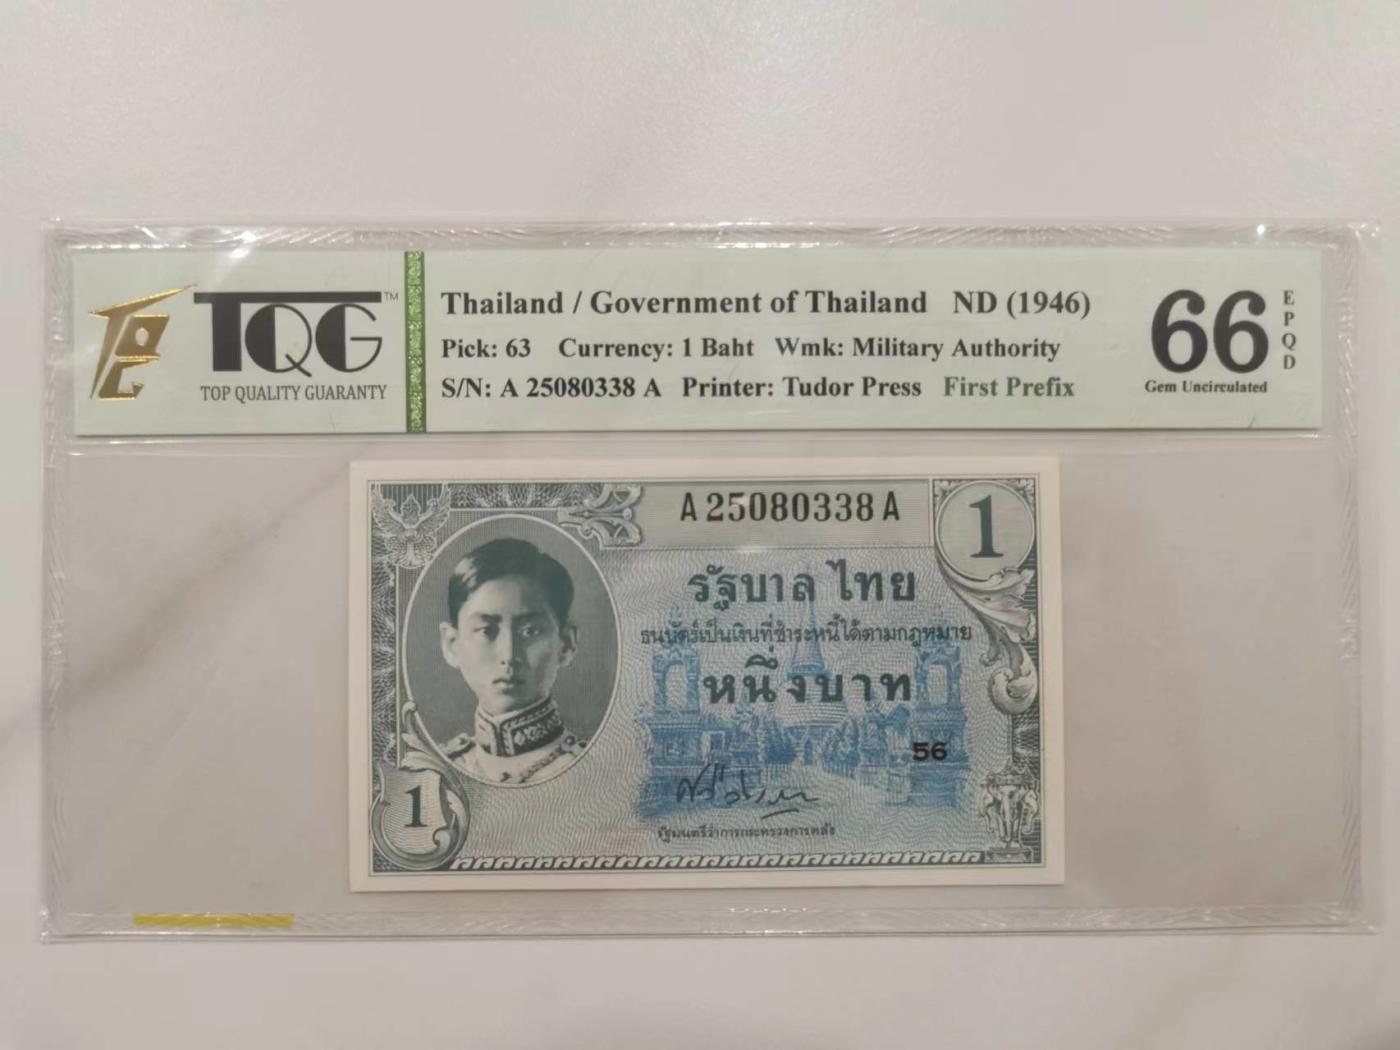 TQG™
TOP QUALITY GUARANTY
Thailand / Government of Thailand ND (1946)
Pick: 63 Currency: 1 Baht Wmk: Military Authority
S/N: A 25080338 A Printer: Tudor Press First Prefix
66
EPQD
Gem Uncirculated
A 25080338 A
1
รัฐบาล ไทย
ธนบัตร์เป็นเงินที่ชำระหนี้ได้ตามกฎหมาย
หนึ่งบาท
56
1
รัฐมนตรีว่าการกระทรวงการคลัง